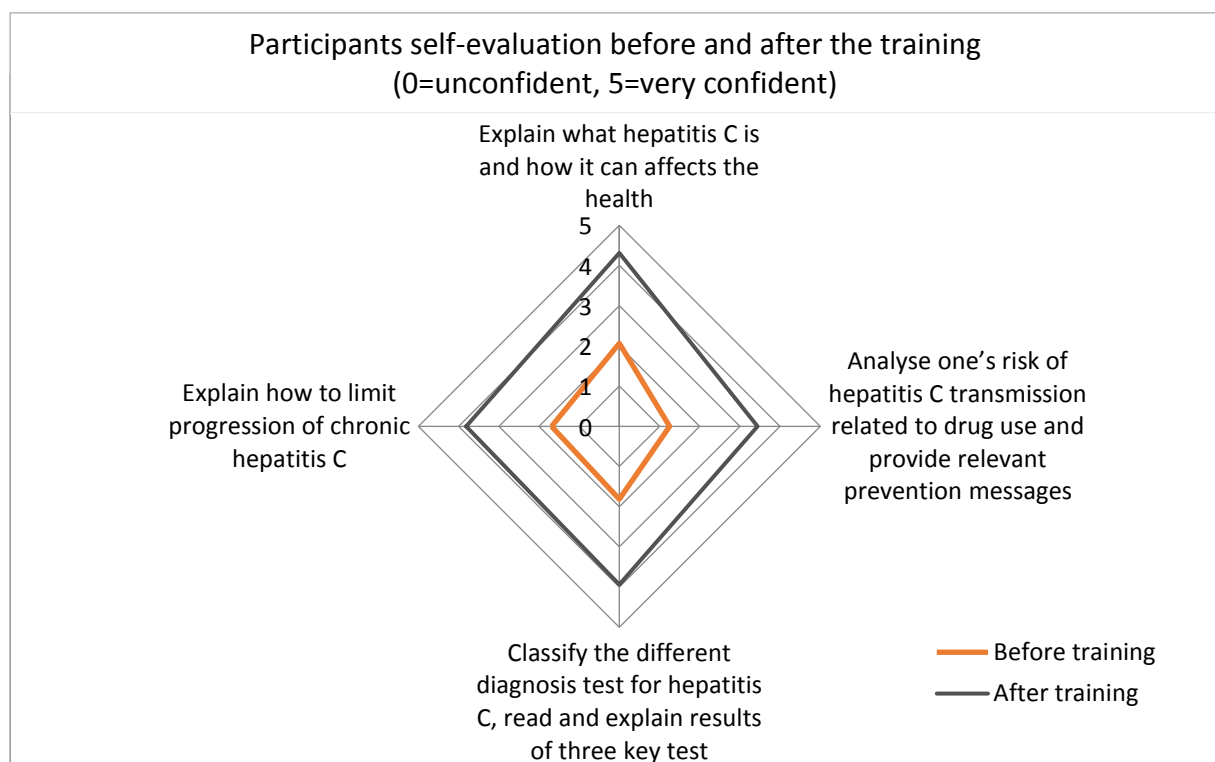 Participants self-evaluation before and after the training
(0=unconfident, 5=very confident)
Explain what hepatitis C is
and how it can affects the
health
5
4
3
2
1
0
Analyse one’s risk of
hepatitis C transmission
related to drug use and
provide relevant
prevention messages
Explain how to limit
progression of chronic
hepatitis C
Classify the different
diagnosis test for hepatitis
C, read and explain results
of three key test
Before training
After training